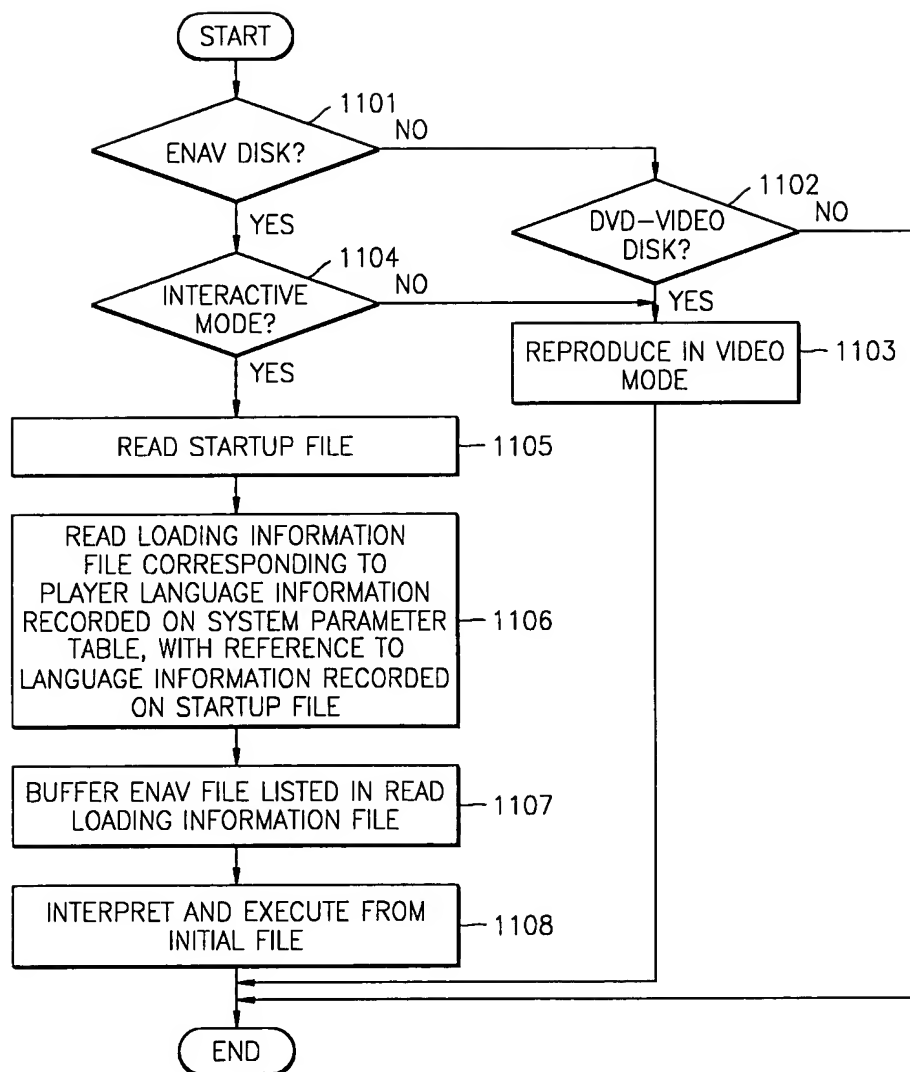 START
1101
ENAV DISK?
NO
YES
1102
DVD-VIDEO
DISK?
NO
YES
1104
INTERACTIVE
MODE?
NO
YES
REPRODUCE IN VIDEO
MODE
1103
READ STARTUP FILE
1105
READ LOADING INFORMATION
FILE CORRESPONDING TO
PLAYER LANGUAGE INFORMATION
RECORDED ON SYSTEM PARAMETER
TABLE, WITH REFERENCE TO
LANGUAGE INFORMATION RECORDED
ON STARTUP FILE
1106
BUFFER ENAV FILE LISTED IN READ
LOADING INFORMATION FILE
1107
INTERPRET AND EXECUTE FROM
INITIAL FILE
1108
END